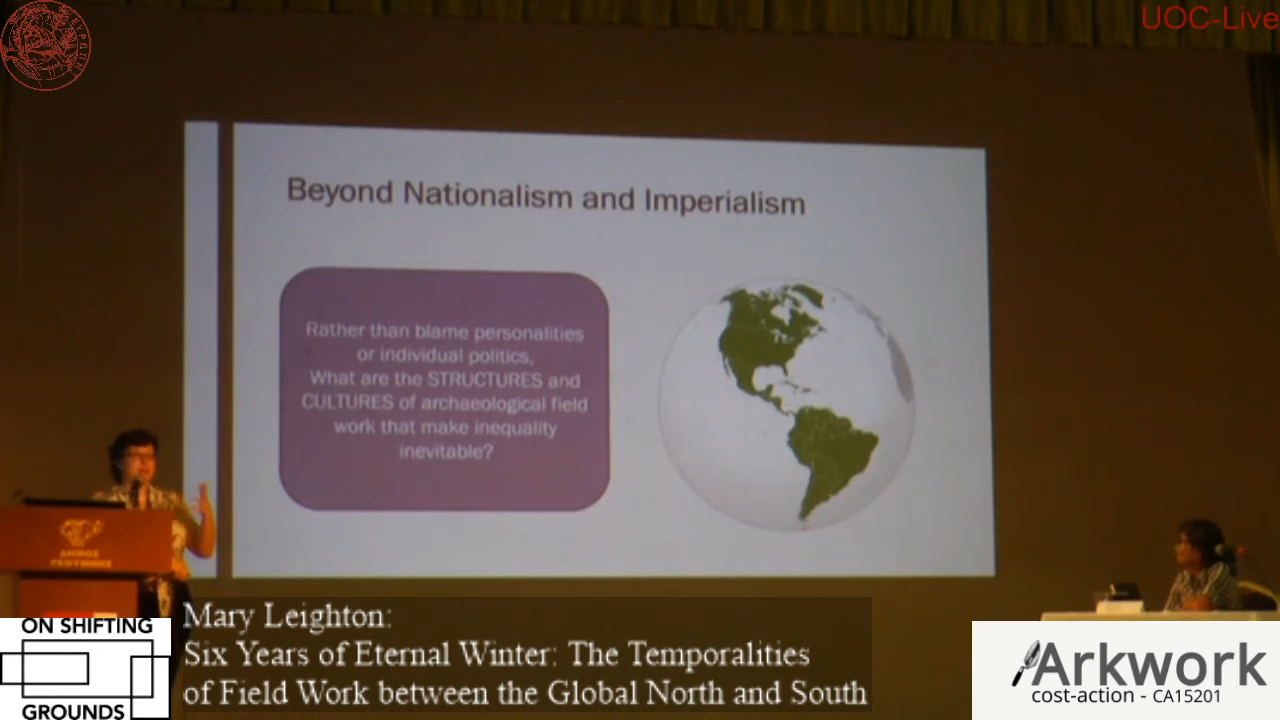 UOC-Live
Beyond Nationalism and Imperialism
Rather than blame personalities
or individual politics,
What are the STRUCTURES and
CULTURES of archaeological field
work that make inequality
inevitable?
ΔΗΜΟΣ
ΡΕΘΥΜΝΗΣ
ON SHIFTING
GROUNDS
Mary Leighton:
Six Years of Eternal Winter: The Temporalities
of Field Work between the Global North and South
Arkwork
cost-action - CA15201